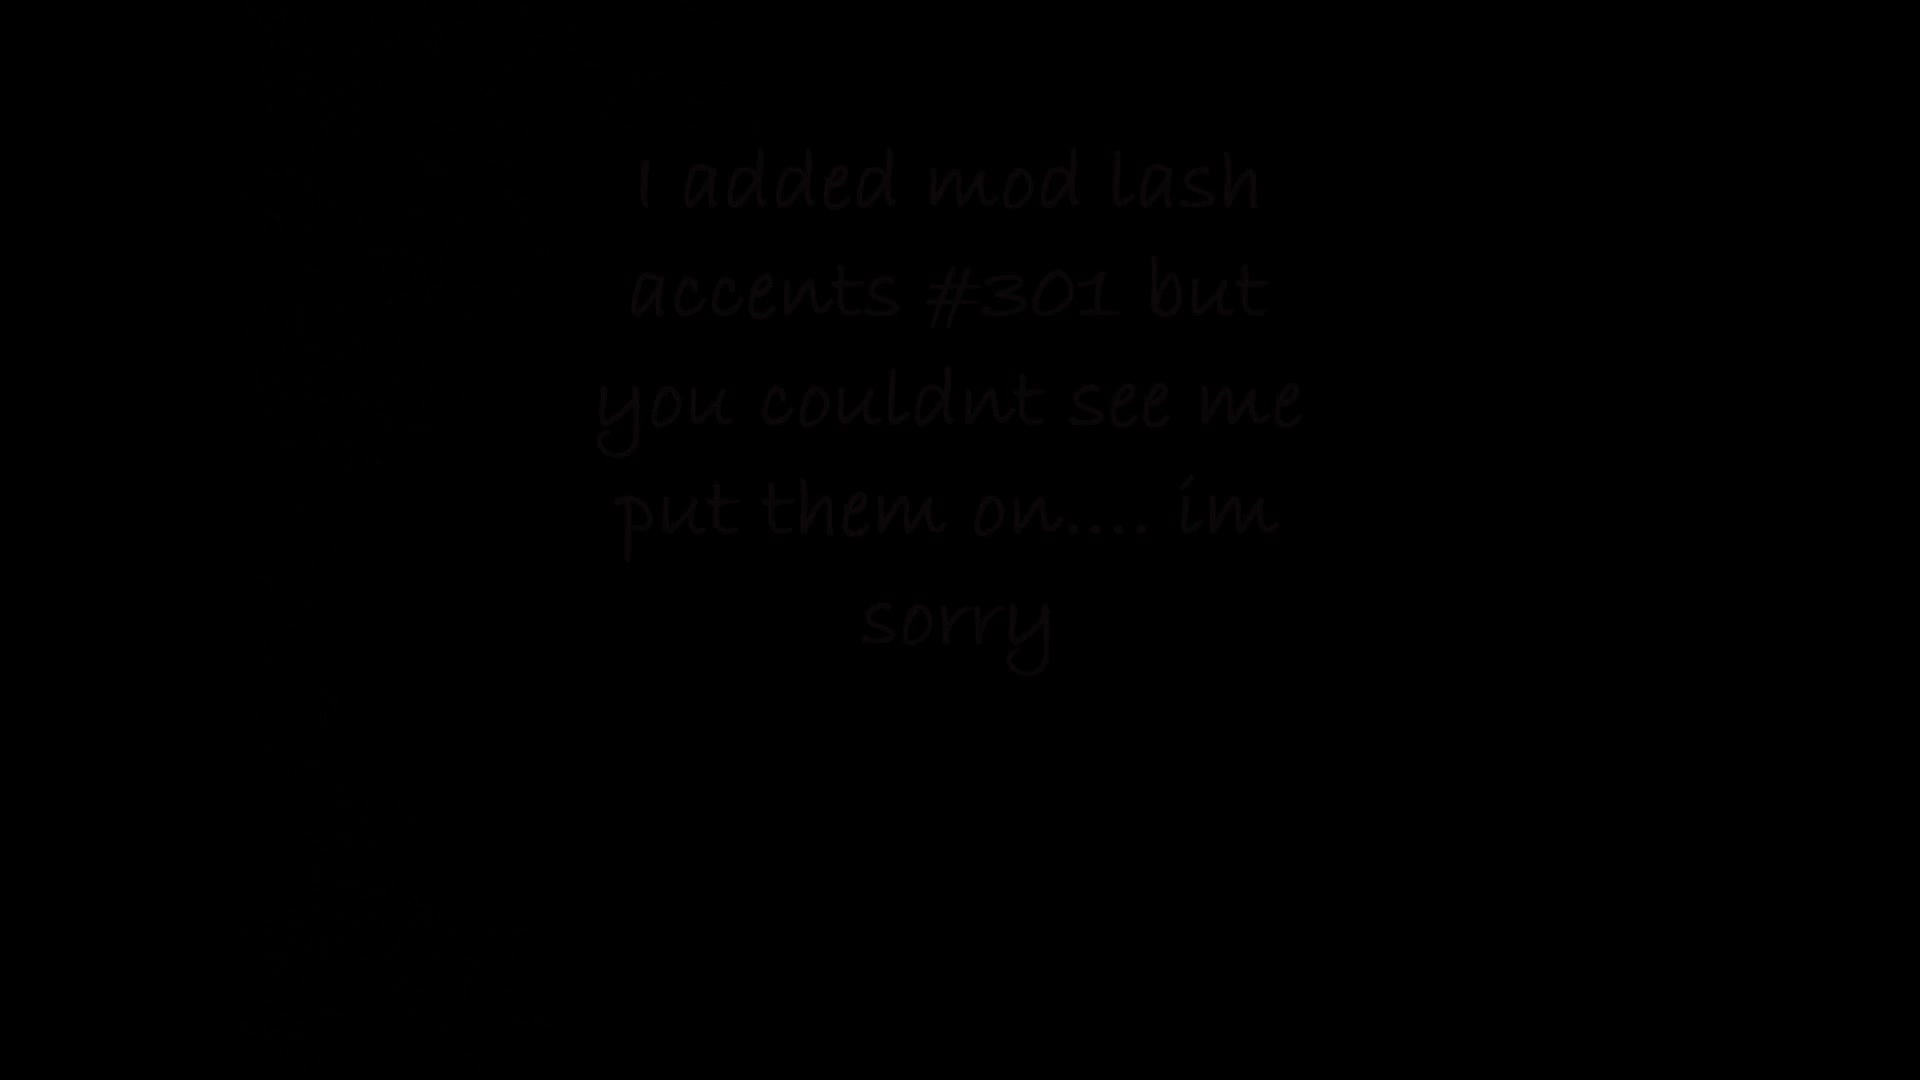 I added mod lash
accents #301 but
you couldnt see me
put them on.... im
sorry